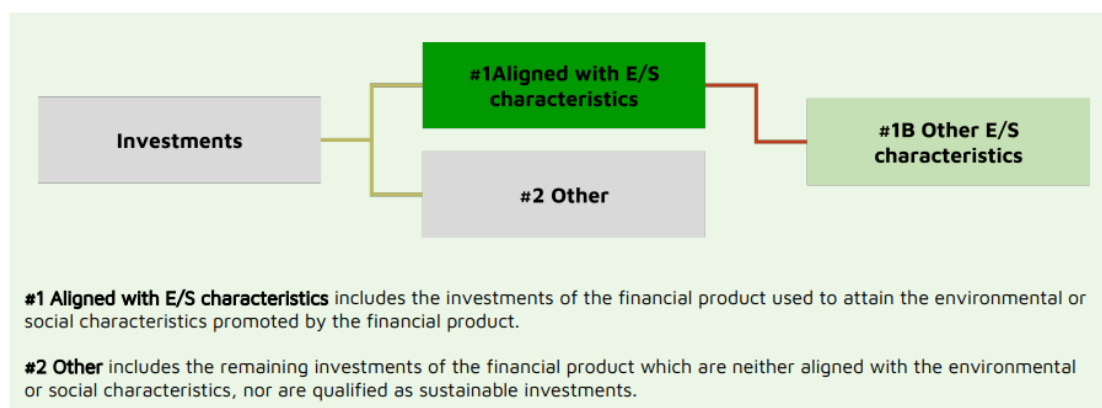 #1Aligned with E/S
characteristics
Investments
#1B Other E/S
characteristics
#2 Other
#1 Aligned with E/S characteristics includes the investments of the financial product used to attain the environmental or
social characteristics promoted by the financial product.
#2 Other includes the remaining investments of the financial product which are neither aligned with the environmental
or social characteristics, nor are qualified as sustainable investments.